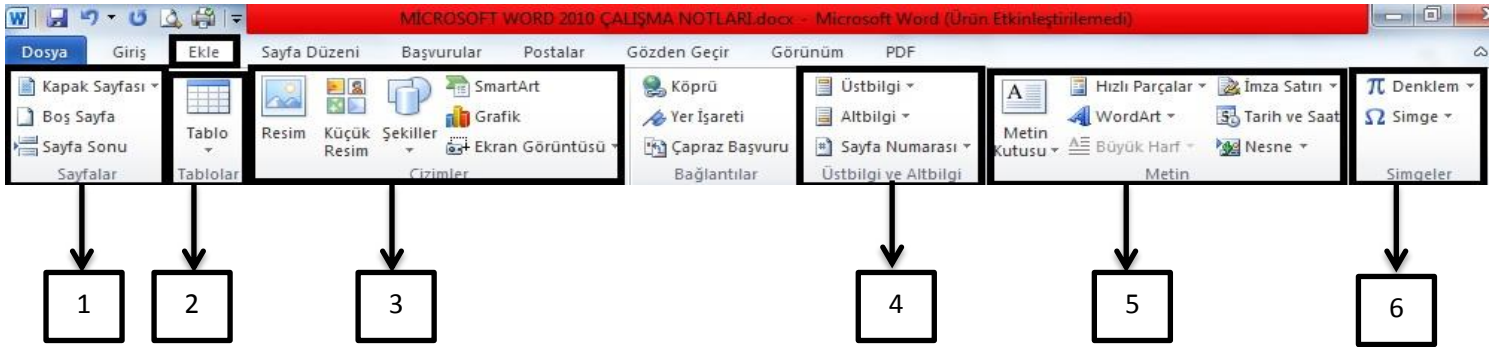 MİCROSOFT WORD 2010 ÇALIŞMA NOTLARI.docx - Microsoft Word (Ürün Etkinleştirilemedi)
Dosya Giriş Ekle Sayfa Düzeni Başvurular Postalar Gözden Geçir Görünüm PDF
Kapak Sayfası
Boş Sayfa
Sayfa Sonu
Sayfalar
Tablo
Tablolar
Resim
Küçük
Resim
Şekiller
SmartArt
Grafik
Ekran Görüntüsü
Çizimler
Köprü
Yer İşareti
Çapraz Başvuru
Bağlantılar
Üstbilgi
Altbilgi
Sayfa Numarası
Üstbilgi ve Altbilgi
Metin
Kutusu
Hızlı Parçalar
WordArt
Büyük Harf
İmza Satırı
Tarih ve Saat
Nesne
Metin
π Denklem
Ω Simge
Simgeler
1 2 3 4 5 6